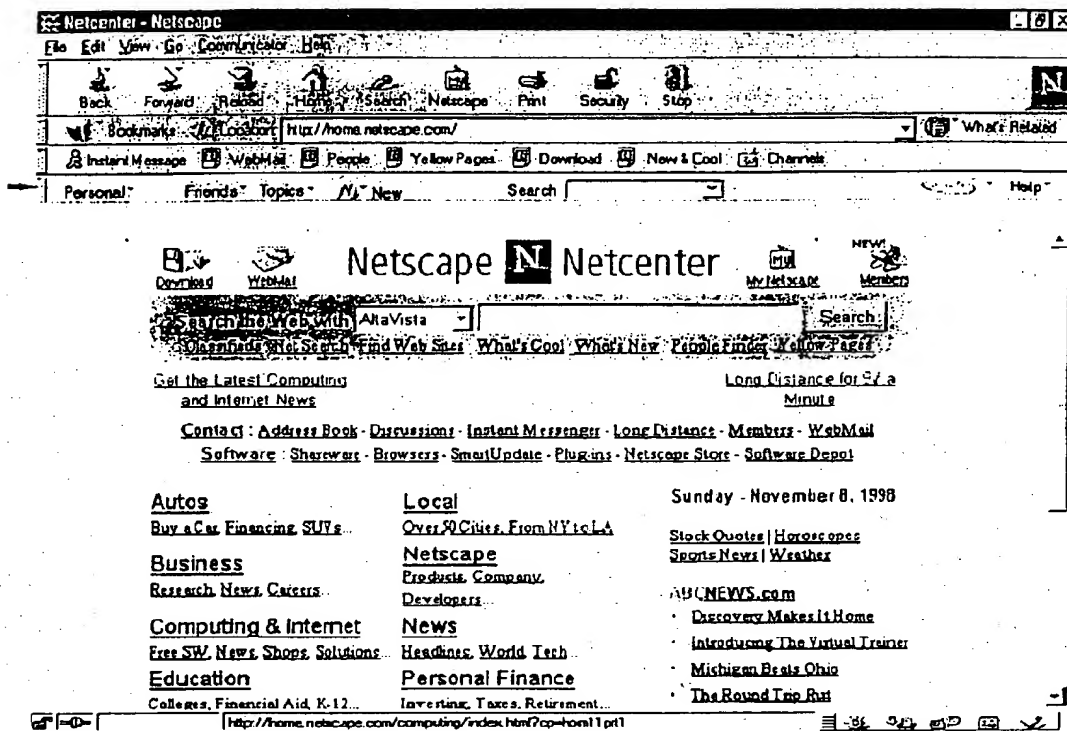 Netcenter - Netscape
File Edit View Go Communicator Help
Back Forward Reload Home Search Netscape Print Security Stop
Bookmarks Location http://home.netscape.com/ What's Related
Instant Message WebMail People Yellow Pages Download New & Cool Channels
Personal Friends Topics New Search Help
Netscape N Netcenter
NEW!
Download WebMail My Netscape Members
Search the Web with AltaVista Search
Classifieds Net Search Find Web Sites What's Cool What's New People Finder Yellow Pages
Get the Latest Computing and Internet News
Long Distance for 5¢ a Minute
Contact : Address Book - Discussions - Instant Messenger - Long Distance - Members - WebMail
Software : Shareware - Browsers - SmartUpdate - Plug-ins - Netscape Store - Software Depot
Autos
Buy a Car, Financing, SUVs...
Business
Research, News, Careers...
Computing & Internet
Free SW, News, Shops, Solutions...
Education
Colleges, Financial Aid, K-12...
Local
Over 50 Cities, From NY to LA
Netscape
Products, Company,
Developers...
News
Headlines, World, Tech...
Personal Finance
Investing, Taxes, Retirement...
Sunday - November 8, 1998
Stock Quotes | Horoscopes
Sports News | Weather
ABCNEWS.com
• Discovery Makes It Home
• Introducing The Virtual Trainer
• Michigan Beats Ohio
• The Round Trip Rut
http://home.netscape.com/computing/index.html?cp=hom11prt1